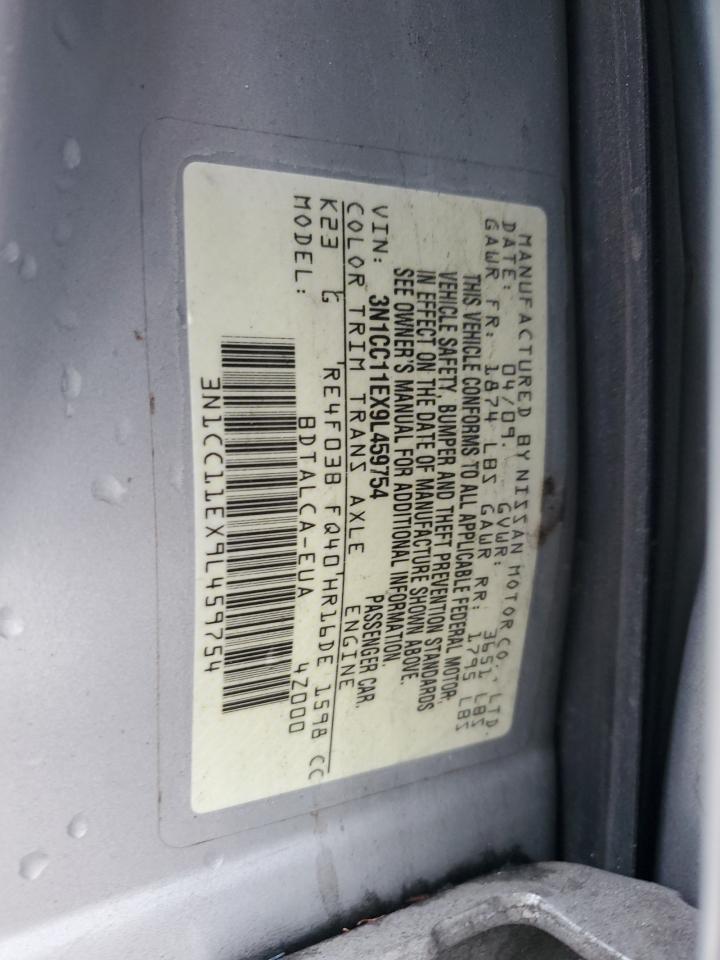 MANUFACTURED BY NISSAN MOTOR CO., LTD.
DATE: 04/09. GVWR: 3651 LBS
GAWR FR: 1874 LBS GAWR RR: 1795 LBS
THIS VEHICLE CONFORMS TO ALL APPLICABLE FEDERAL MOTOR
VEHICLE SAFETY, BUMPER AND THEFT PREVENTION STANDARDS
IN EFFECT ON THE DATE OF MANUFACTURE SHOWN ABOVE.
SEE OWNER'S MANUAL FOR ADDITIONAL INFORMATION.
VIN: 3N1CC11EX9L459754 PASSENGER CAR.
COLOR TRIM TRANS AXLE ENGINE
K23 G 'RE4F03B FQ40'HR16DE 1598 CC
MODEL: BDTALCA-EUA 4Z000
3N1CC11EX9L459754